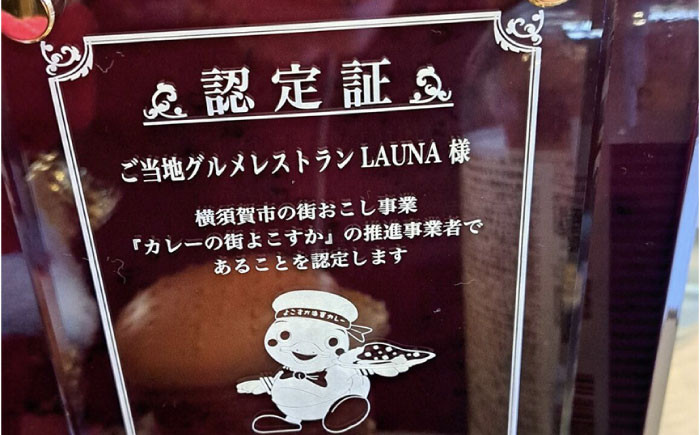 認定証
ご当地グルメレストラン LAUNA 様
横須賀市の街おこし事業
『カレーの街よこすか』の推進事業者で
あることを認定します
よこすか海軍カレー